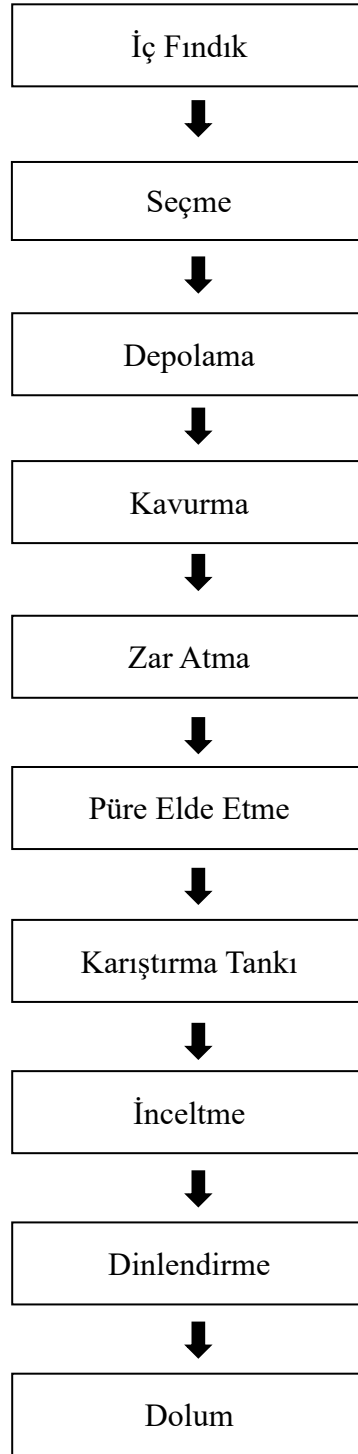 İç Fındık
Seçme
Depolama
Kavurma
Zar Atma
Püre Elde Etme
Karıştırma Tankı
İnceltme
Dinlendirme
Dolum